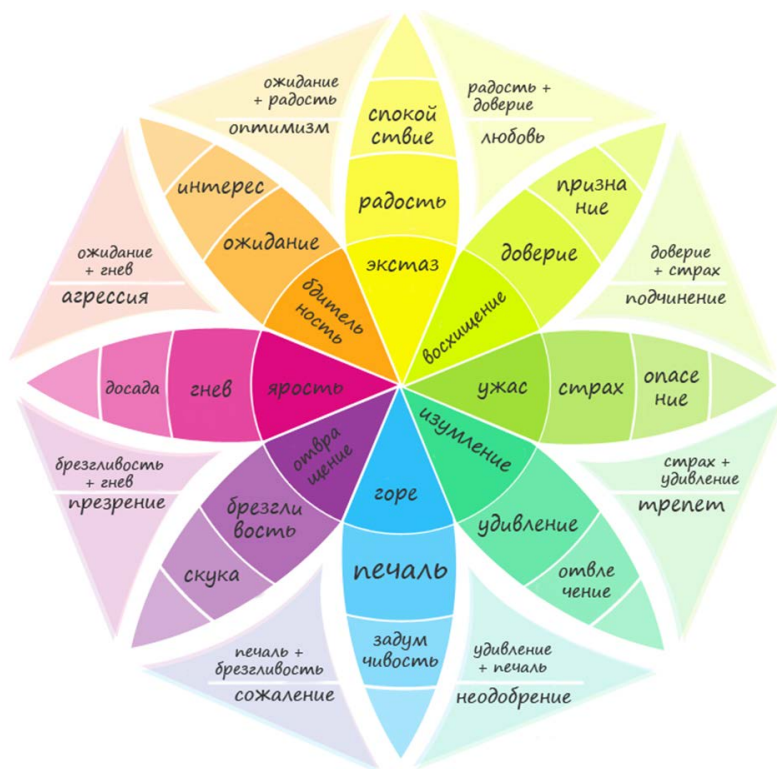 ожидание
+ радость
оптимизм
радость +
доверие
любовь
спокой
ствие
радость
экстаз
интерес
ожидание
бдитель
ность
призна
ние
доверие
восхищение
ожидание
+ гнев
агрессия
доверие
+ страх
подчинение
досада
гнев
ярость
ужас
страх
опасе
ние
брезгливость
+ гнев
презрение
отвра
щение
брезгли
вость
скука
горе
печаль
задум
чивость
изумление
удивление
отвле
чение
страх +
удивление
трепет
печаль +
брезгливость
сожаление
удивление
+ печаль
неодобрение